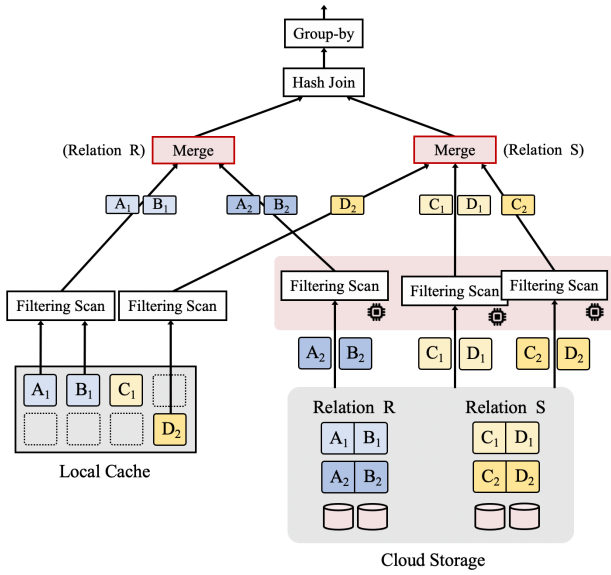 Group-by
Hash Join
(Relation R) Merge Merge (Relation S)
A₁ B₁ A₂ B₂ D₂ C₁ D₁ C₂
Filtering Scan Filtering Scan Filtering Scan Filtering Scan Filtering Scan
A₂ B₂ C₁ D₁ C₂ D₂
A₁ B₁ C₁
D₂
Local Cache
Relation R Relation S
A₁ B₁ C₁ D₁
A₂ B₂ C₂ D₂
Cloud Storage